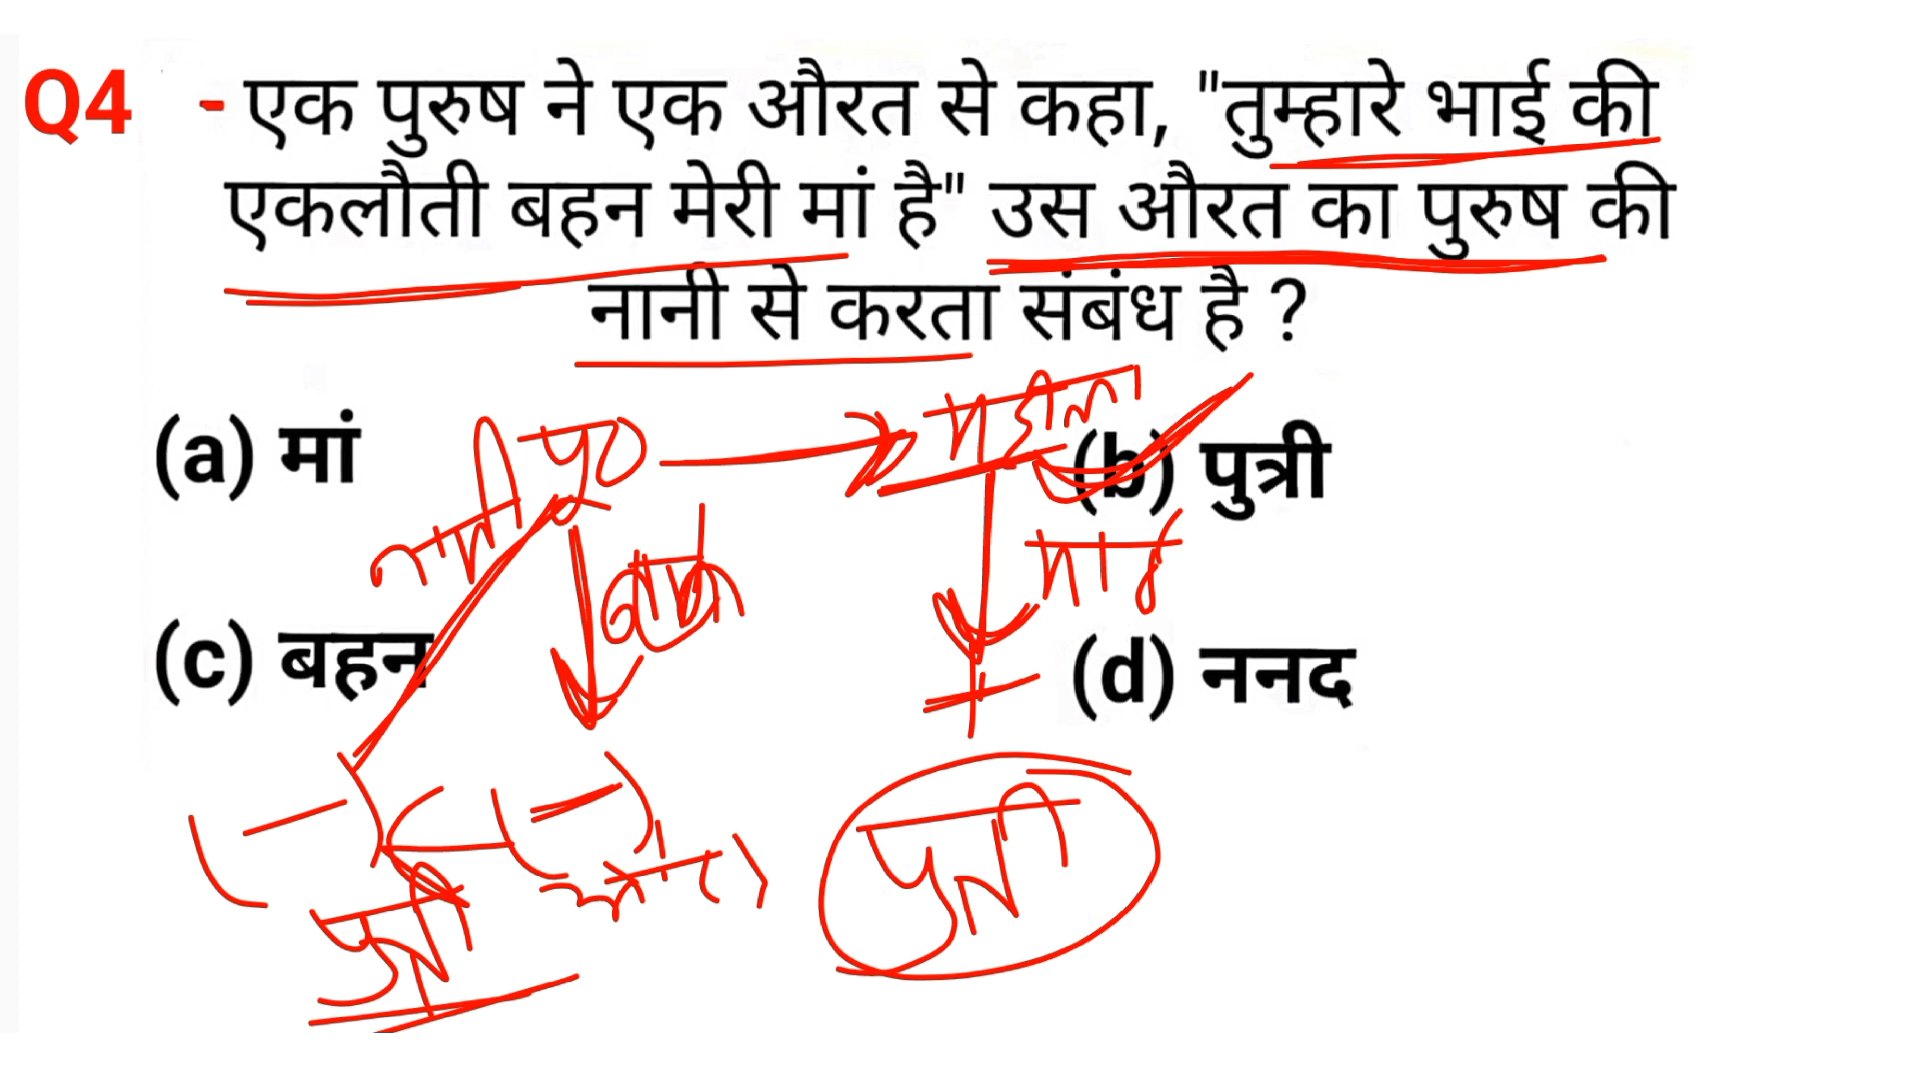 Q4 - एक पुरुष ने एक औरत से कहा, "तुम्हारे भाई की
एकलौती बहन मेरी मां है" उस औरत का पुरुष की
नानी से करता संबंध है ?
(a) मां
(b) पुत्री
(c) बहन
(d) ननद
नानी
पु०
महिला
माँ
भाई
पुत्री
पुत्री